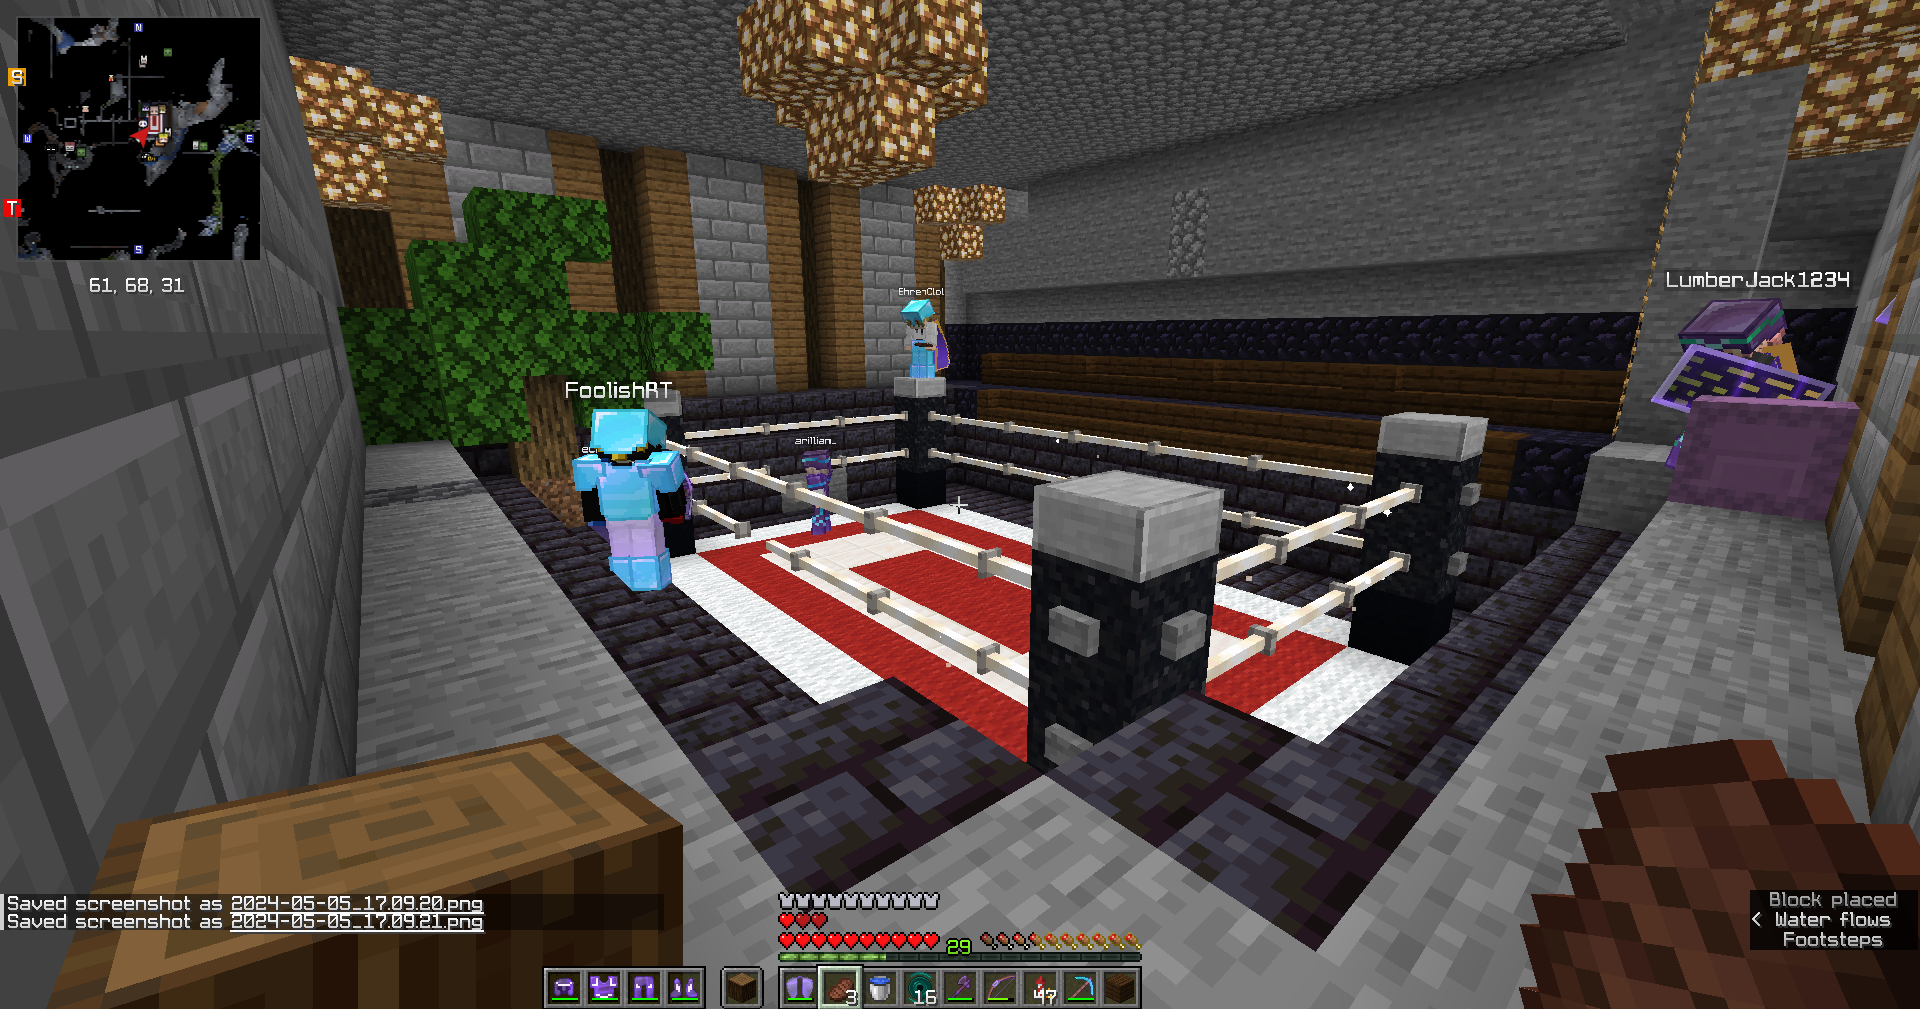 N
S
W
E
T
S
61, 68, 31
EhrenClol
LumberJack1234
FoolishRT
arillian_
Saved screenshot as 2024-05-05_17.09.20.png
Saved screenshot as 2024-05-05_17.09.21.png
Block placed
< Water flows
Footsteps
29
3
16
47